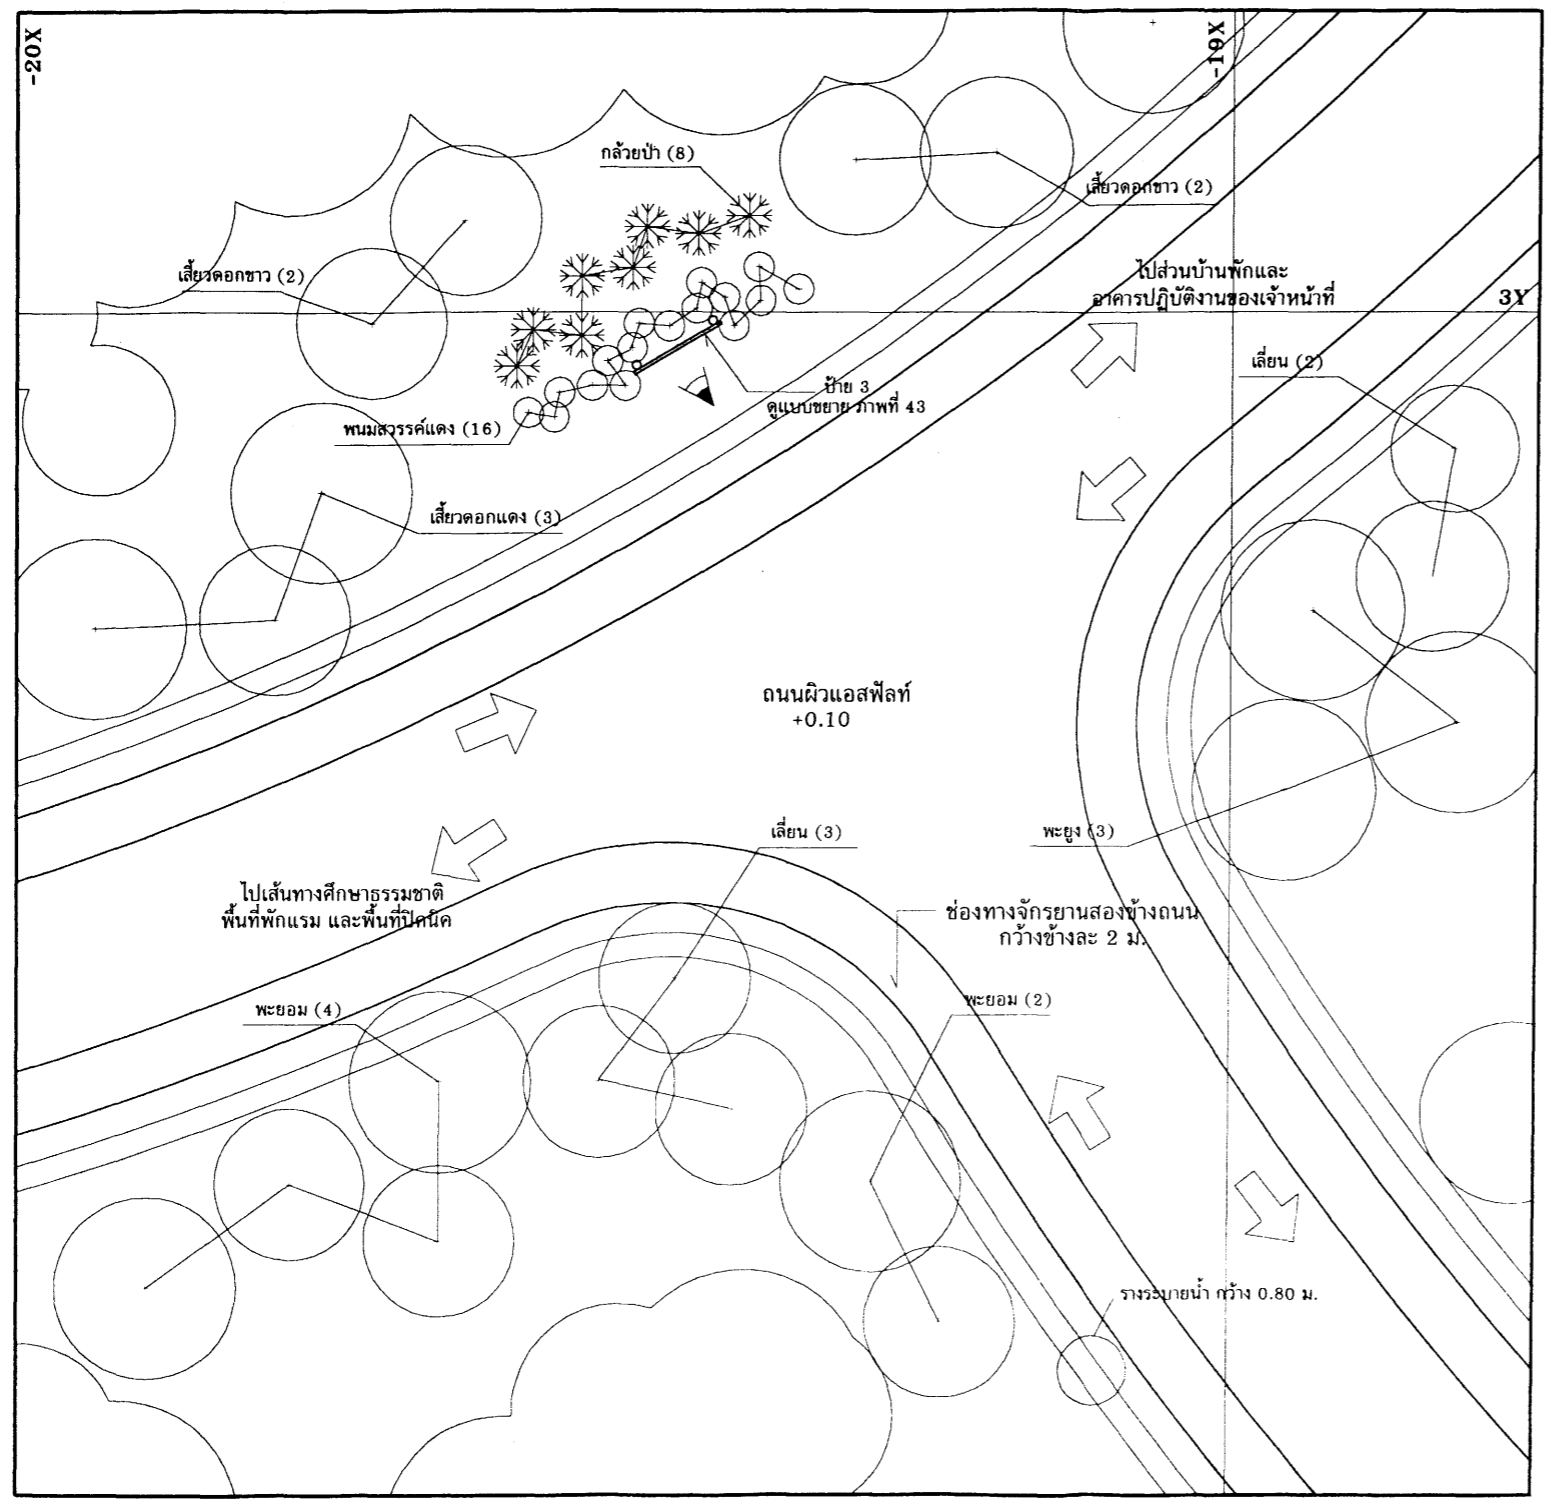 -20X
-19X
กล้วยป่า (8)
เสี้ยวดอกขาว (2)
เสี้ยวดอกขาว (2)
ไปส่วนบ้านพักและ
อาคารปฏิบัติงานของเจ้าหน้าที่
3Y
เลี่ยน (2)
ป้าย 3
ดูแบบขยาย ภาพที่ 43
พนมสวรรค์แดง (16)
เสี้ยวดอกแดง (3)
ถนนผิวแอสฟัลท์
+0.10
เลี่ยน (3)
พะยูง (3)
ไปเส้นทางศึกษาธรรมชาติ
พื้นที่พักแรม และพื้นที่ปิคนิค
ช่องทางจักรยานสองข้างถนน
กว้างข้างละ 2 ม.
พะยอม (4)
พะยอม (2)
รางระบายน้ำ กว้าง 0.80 ม.